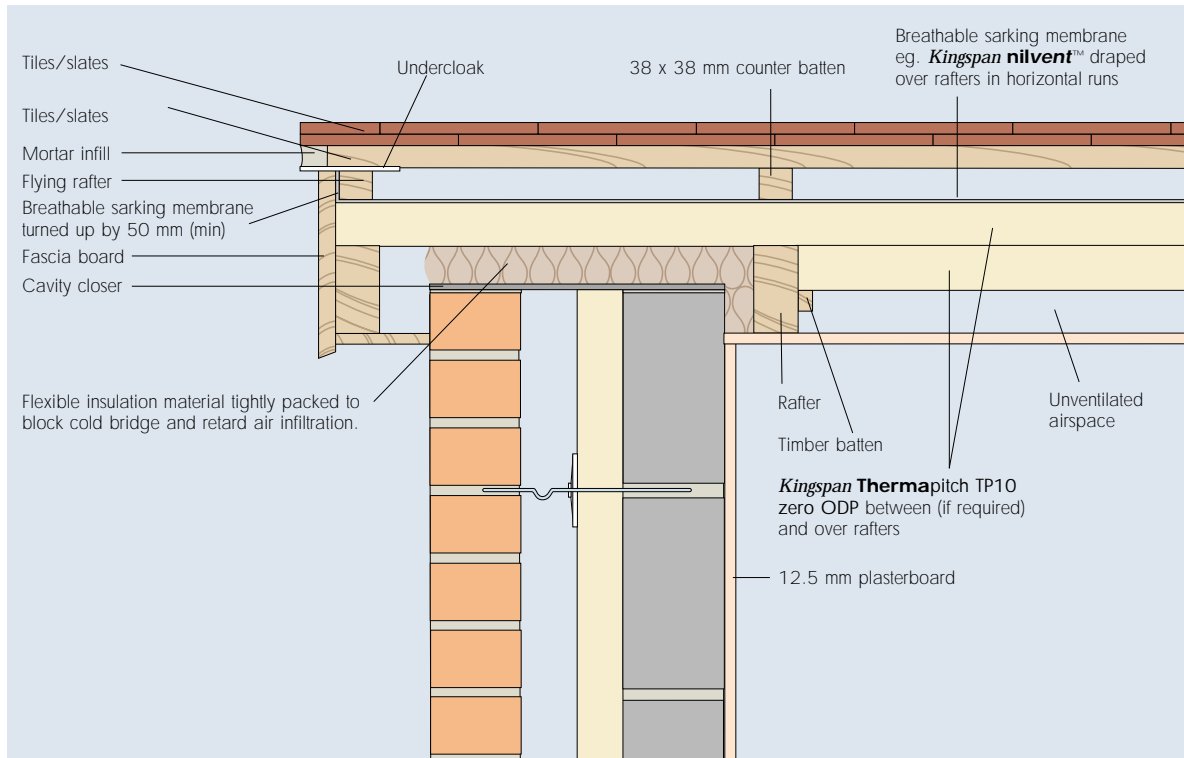 Tiles/slates
Undercloak
38 x 38 mm counter batten
Breathable sarking membrane
eg. Kingspan nilvent™ draped
over rafters in horizontal runs
Tiles/slates
Mortar infill
Flying rafter
Breathable sarking membrane
turned up by 50 mm (min)
Fascia board
Cavity closer
Flexible insulation material tightly packed to
block cold bridge and retard air infiltration.
Rafter
Timber batten
Unventilated
airspace
Kingspan Thermapitch TP10
zero ODP between (if required)
and over rafters
12.5 mm plasterboard